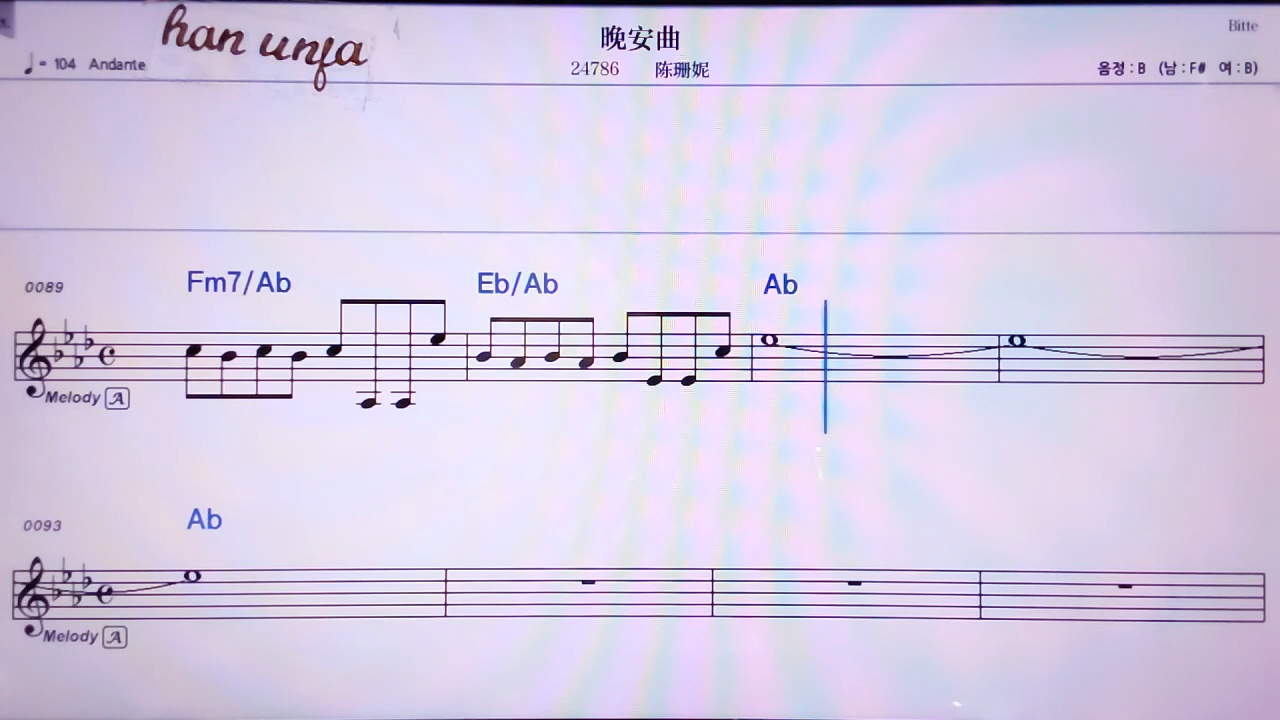 han unfa
晚安曲
Bitte
♩= 104 Andante
24786 陈珊妮
음정 : B (남 : F# 여 : B)
0089
Fm7/Ab Eb/Ab Ab
Melody A
0093
Ab
Melody A